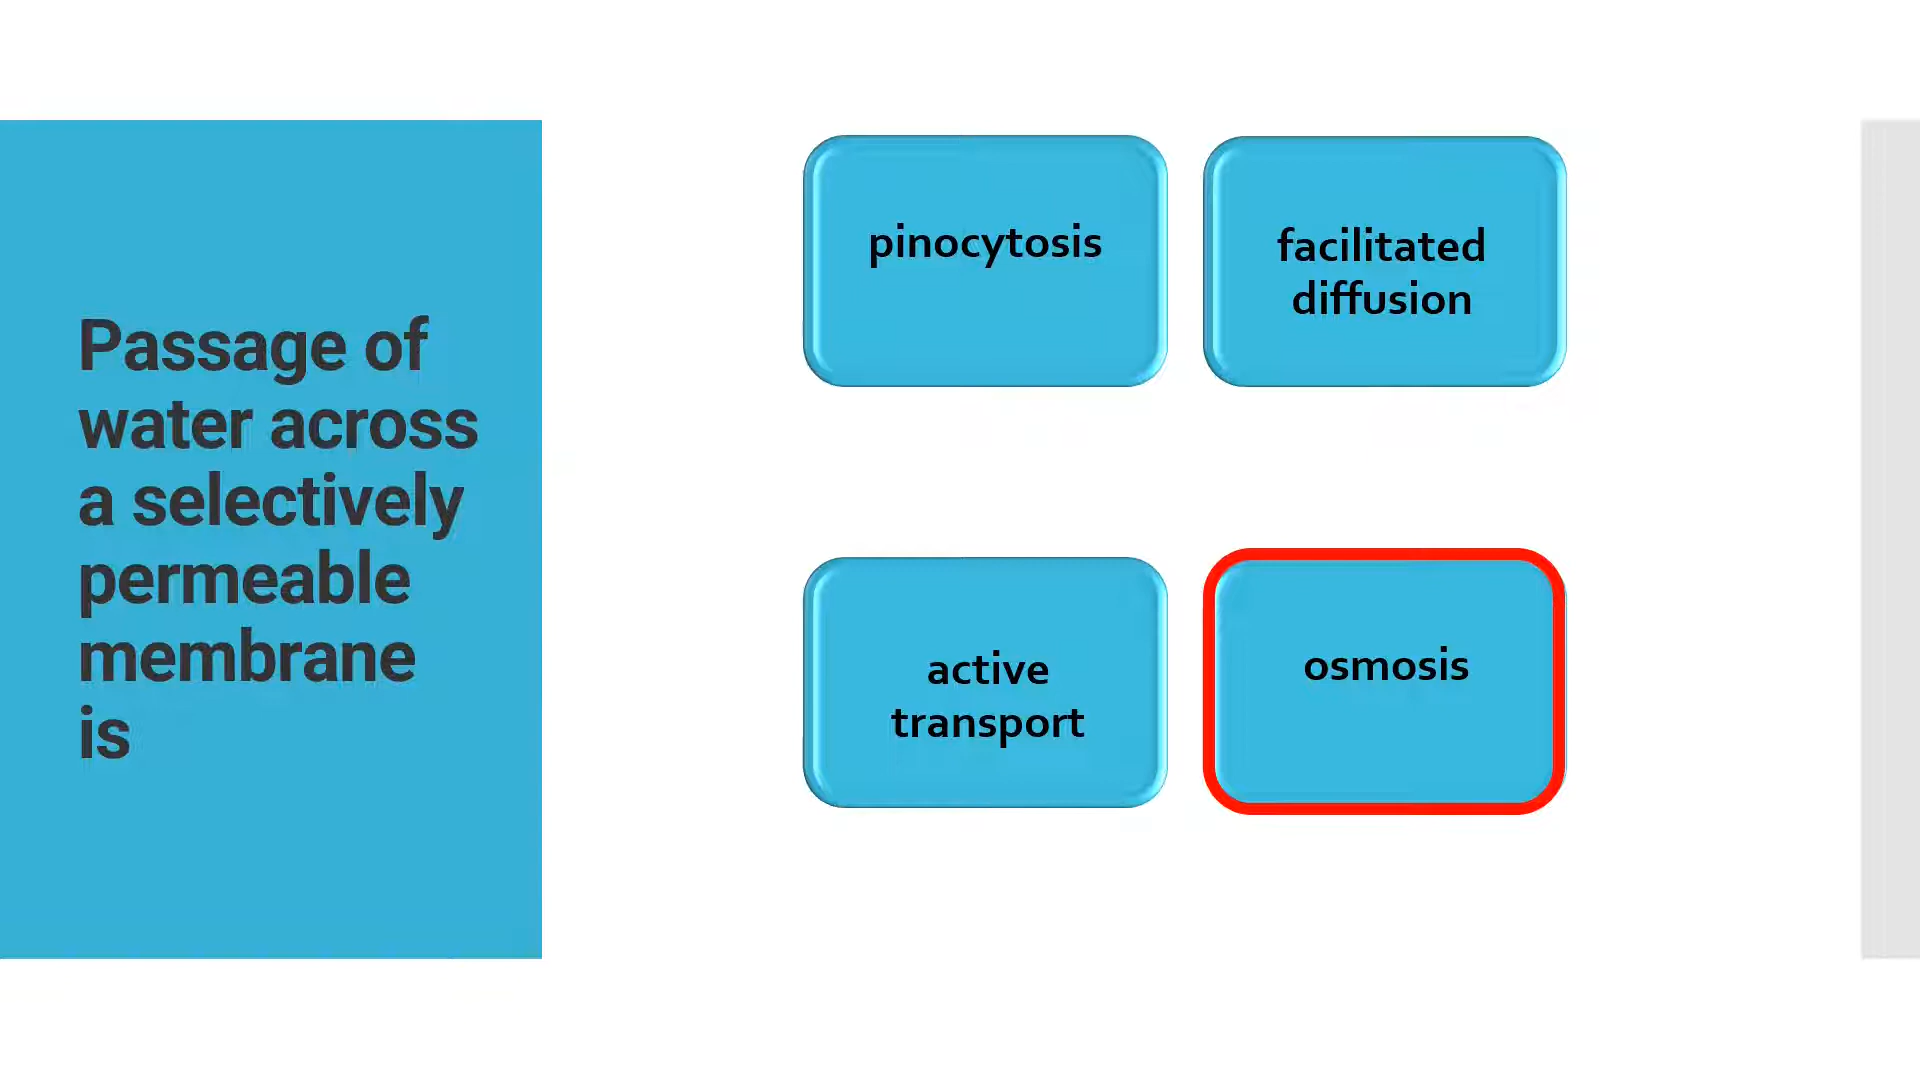 Passage of
water across
a selectively
permeable
membrane
is
pinocytosis
facilitated
diffusion
active
transport
osmosis